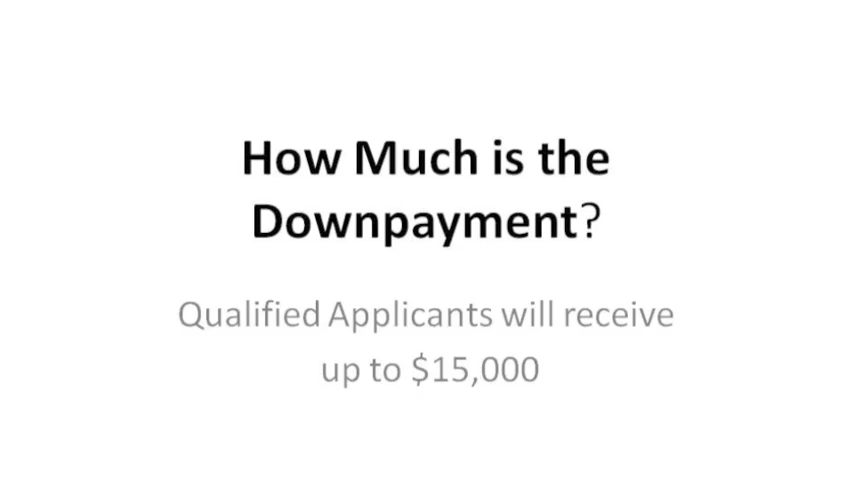 How Much is the
Downpayment?
Qualified Applicants will receive
up to $15,000